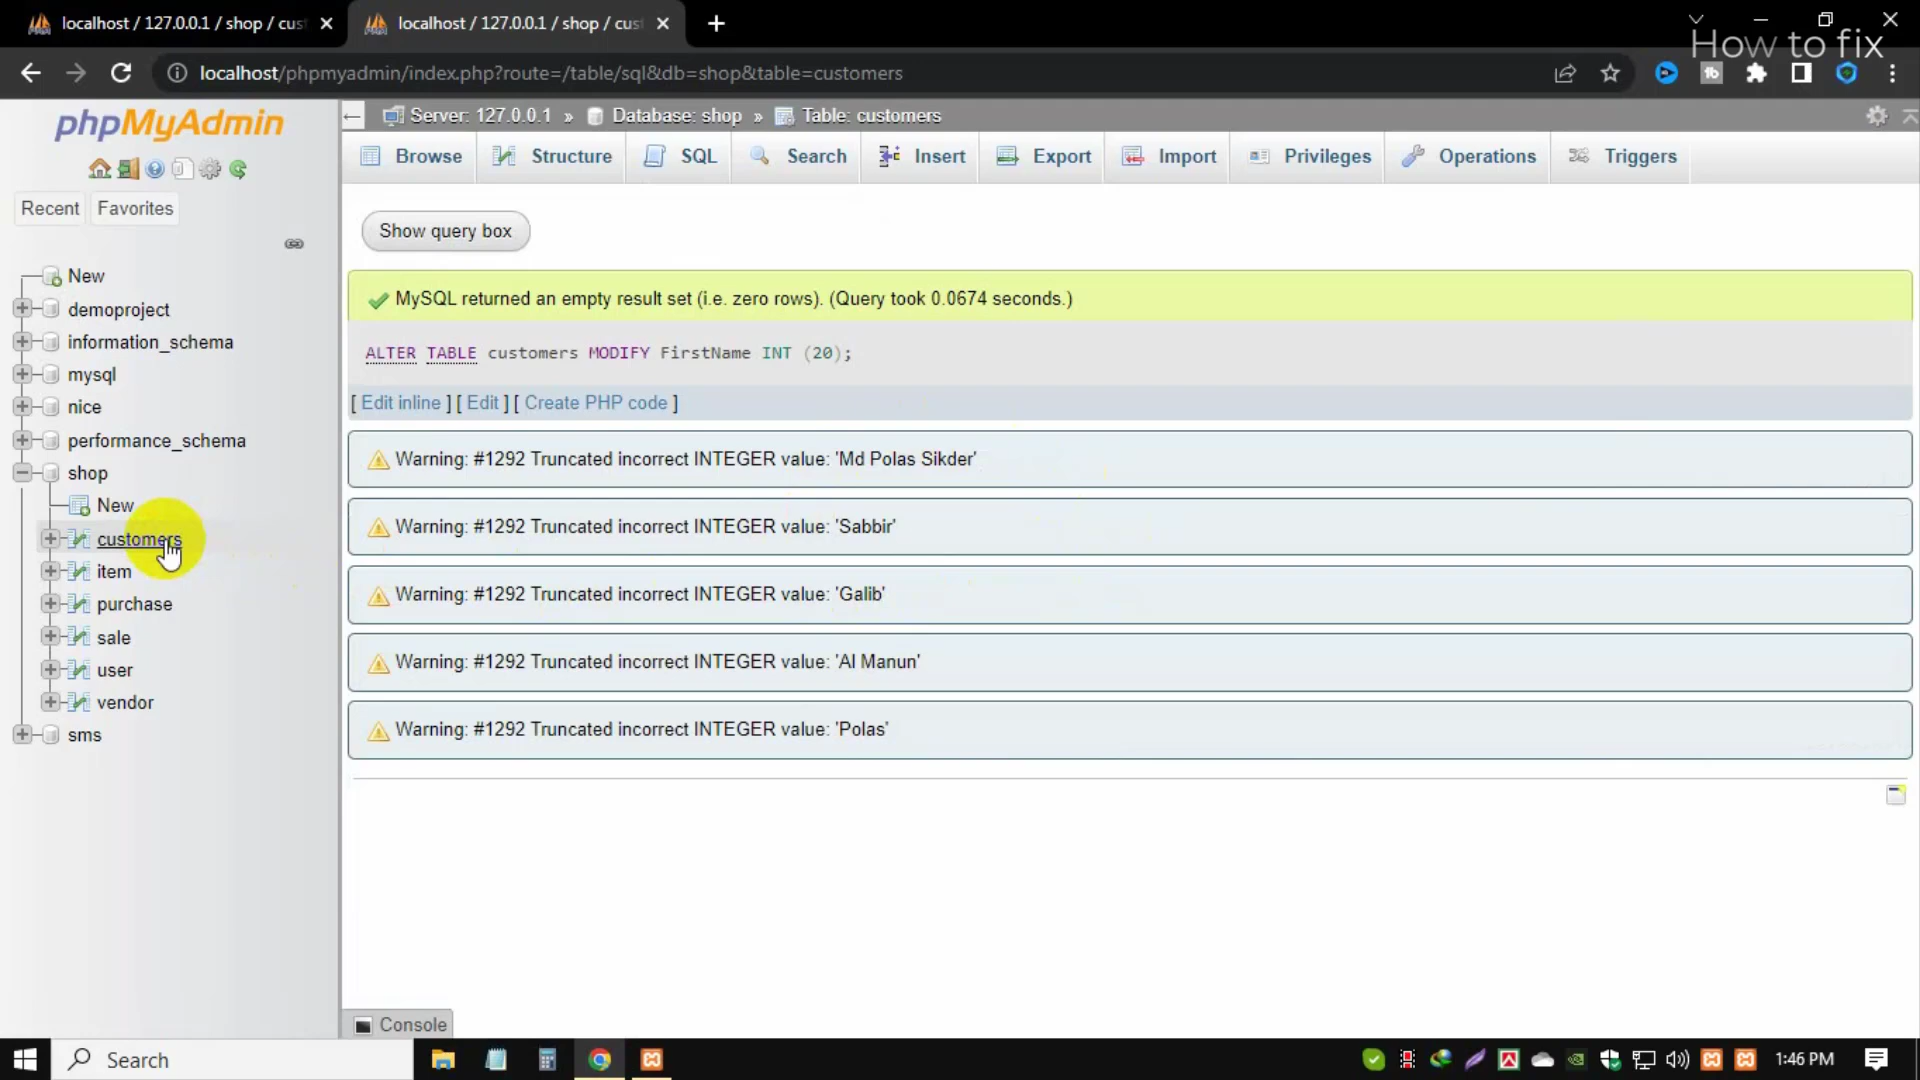 localhost / 127.0.0.1 / shop / cus
localhost / 127.0.0.1 / shop / cus
How to fix
localhost/phpmyadmin/index.php?route=/table/sql&db=shop&table=customers
phpMyAdmin
Recent
Favorites
New
demoproject
information_schema
mysql
nice
performance_schema
shop
New
customers
item
purchase
sale
user
vendor
sms
Server: 127.0.0.1 » Database: shop » Table: customers
Browse
Structure
SQL
Search
Insert
Export
Import
Privileges
Operations
Triggers
Show query box
MySQL returned an empty result set (i.e. zero rows). (Query took 0.0674 seconds.)
ALTER TABLE customers MODIFY FirstName INT (20);
[ Edit inline ] [ Edit ] [ Create PHP code ]
Warning: #1292 Truncated incorrect INTEGER value: 'Md Polas Sikder'
Warning: #1292 Truncated incorrect INTEGER value: 'Sabbir'
Warning: #1292 Truncated incorrect INTEGER value: 'Galib'
Warning: #1292 Truncated incorrect INTEGER value: 'Al Manun'
Warning: #1292 Truncated incorrect INTEGER value: 'Polas'
Console
Search
1:46 PM